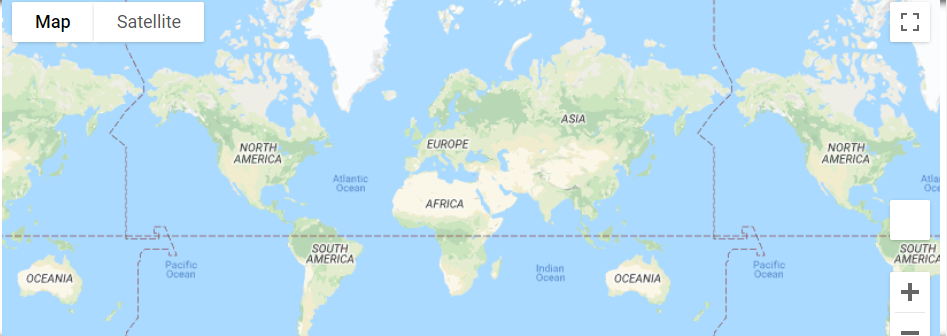 Map
Satellite
ASIA
EUROPE
NORTH
AMERICA
NORTH
AMERICA
Atlantic
Ocean
Atla
Oce
AFRICA
SOUTH
AMERICA
SOUTH
AMERICA
Pacific
Ocean
Indian
Ocean
Pacific
Ocean
OCEANIA
OCEANIA